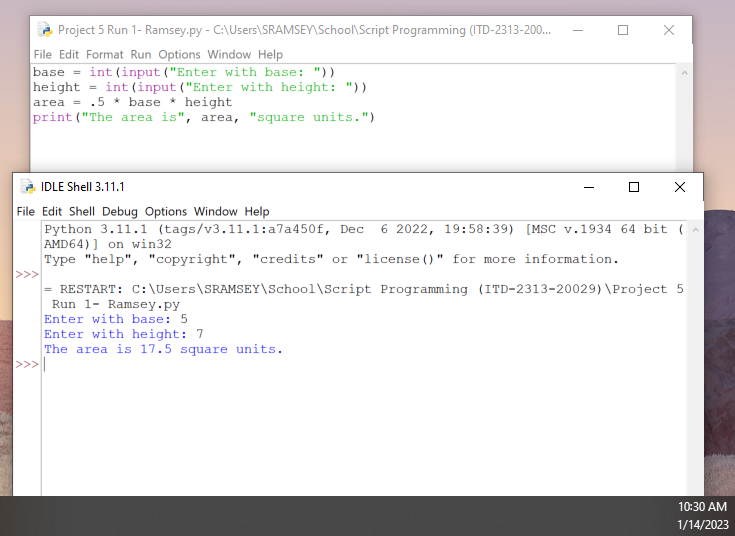 Project 5 Run 1- Ramsey.py - C:\Users\SRAMSEY\School\Script Programming (ITD-2313-200...
File Edit Format Run Options Window Help
base = int(input("Enter with base: "))
height = int(input("Enter with height: "))
area = .5 * base * height
print("The area is", area, "square units.")
IDLE Shell 3.11.1
File Edit Shell Debug Options Window Help
Python 3.11.1 (tags/v3.11.1:a7a450f, Dec  6 2022, 19:58:39) [MSC v.1934 64 bit (
AMD64)] on win32
Type "help", "copyright", "credits" or "license()" for more information.
>>>
= RESTART: C:\Users\SRAMSEY\School\Script Programming (ITD-2313-20029)\Project 5
Run 1- Ramsey.py
Enter with base: 5
Enter with height: 7
The area is 17.5 square units.
>>>
10:30 AM
1/14/2023